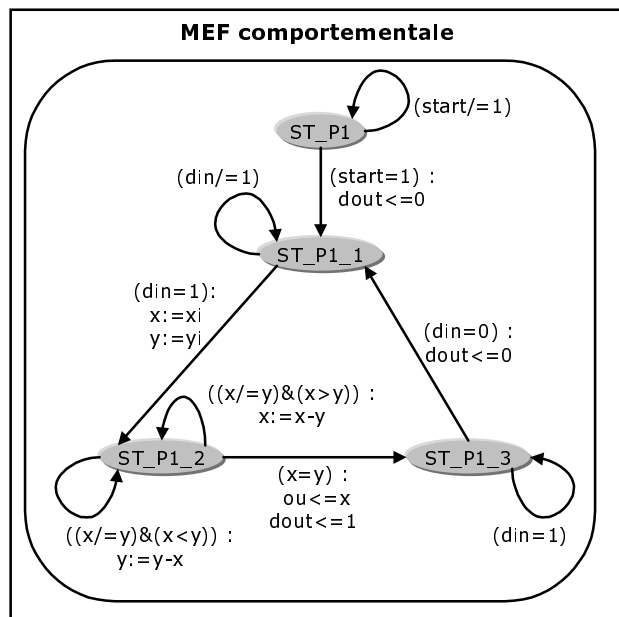 MEF comportementale
(start/=1)
ST_P1
(start=1) :
dout<=0
(din/=1)
ST_P1_1
(din=1):
x:=xi
y:=yi
(din=0) :
dout<=0
((x/=y)&(x>y)) :
x:=x-y
ST_P1_2
ST_P1_3
(x=y) :
ou<=x
dout<=1
((x/=y)&(x<y)) :
y:=y-x
(din=1)